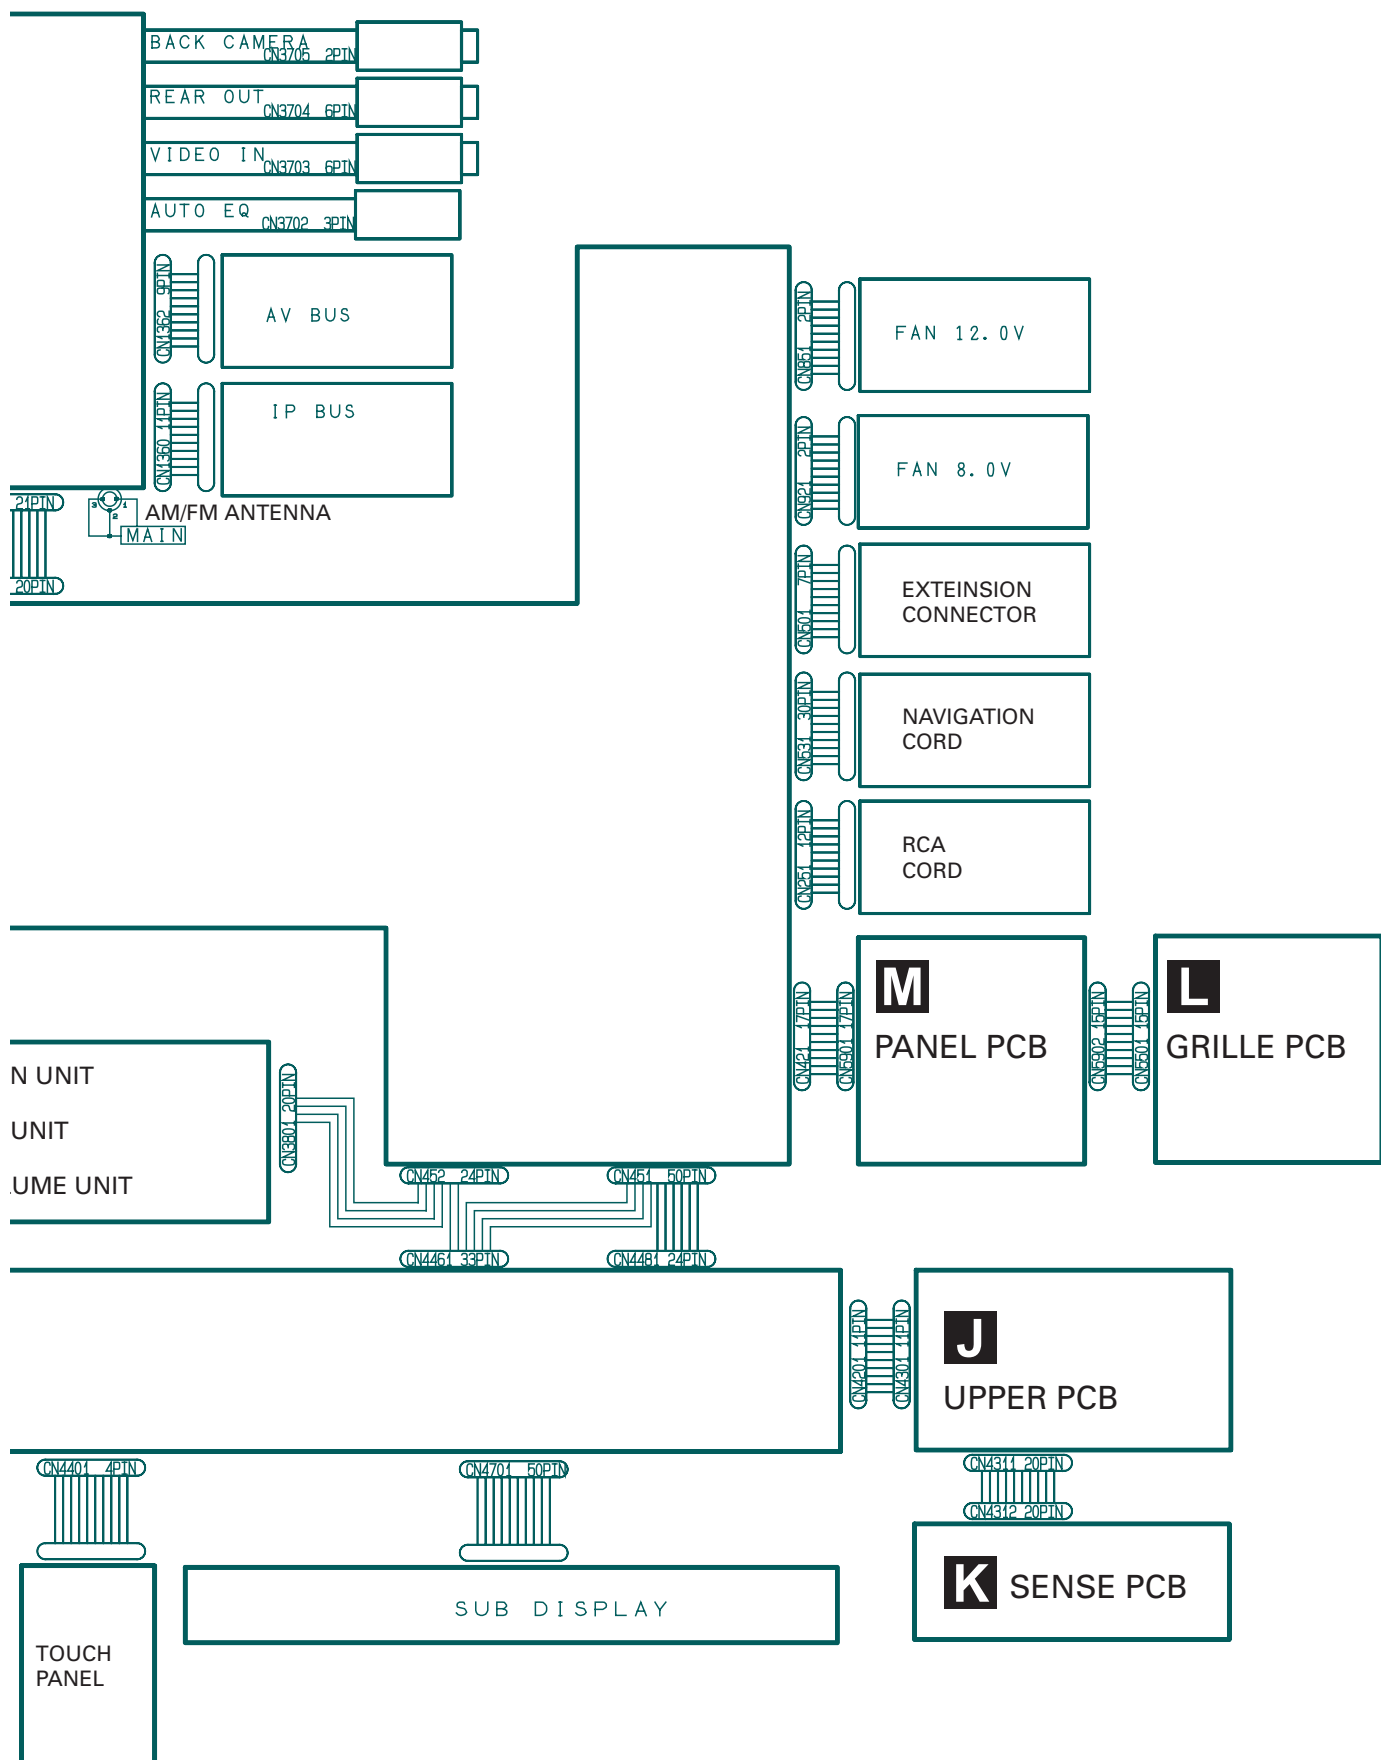 BACK CAMERA
CN3705 2PIN
REAR OUT
CN3704 6PIN
VIDEO IN
CN3703 6PIN
AUTO EQ
CN3702 3PIN
CN1362 9PIN
AV BUS
CN1360 11PIN
IP BUS
21PIN
3 1
2
AM/FM ANTENNA
MAIN
20PIN
CN851 2PIN
FAN 12.0V
CN921 2PIN
FAN 8.0V
CN601 7PIN
EXTEINSION
CONNECTOR
CN531 30PIN
NAVIGATION
CORD
CN251 12PIN
RCA
CORD
CN421 17PIN
CN5901 17PIN
M
PANEL PCB
CN5902 15PIN
CN5501 15PIN
L
GRILLE PCB
N UNIT
UNIT
UME UNIT
CN3801 20PIN
CN452 24PIN
CN451 50PIN
CN4461 33PIN
CN4481 24PIN
CN4201 11PIN
CN4301 11PIN
J
UPPER PCB
CN4401 4PIN
CN4701 50PIN
CN4311 20PIN
CN4312 20PIN
K SENSE PCB
SUB DISPLAY
TOUCH
PANEL